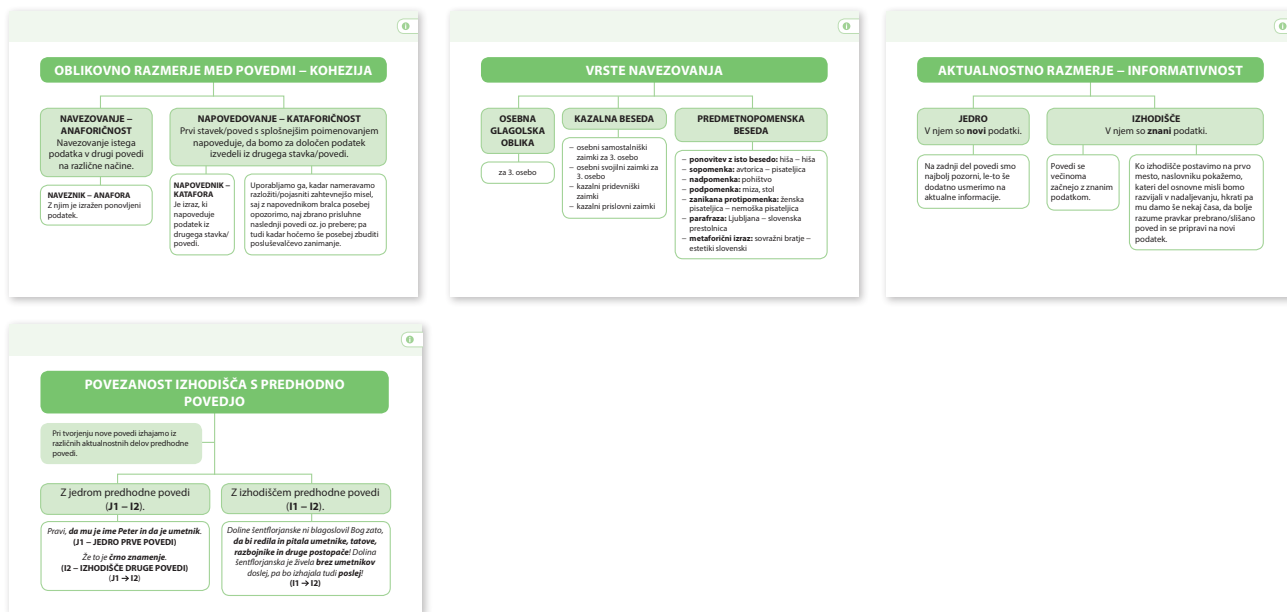 OBLIKOVNO RAZMERJE MED POVEDMI – KOHEZIJA
NAVEZOVANJE –
ANAFORIČNOST
Navezovanje istega
podatka v drugi povedi
na različne načine.
NAVEZNIK – ANAFORA
Z njim je izražen ponovljeni
podatek.
NAPOVEDOVANJE – KATAFORIČNOST
Prvi stavek/poved s splošnejšim poimenovanjem
napoveduje, da bomo za določen podatek
izvedeli iz drugega stavka/povedi.
NAPOVEDNIK –
KATAFORA
Je izraz, ki
napoveduje
podatek iz
drugega stavka/
povedi.
Uporabljamo ga, kadar nameravamo
razložiti/pojasniti zahtevnejšo misel,
saj z napovednikom bralca posebej
opozorimo, naj zbrano prisluhne
naslednji povedi oz. jo prebere; pa
tudi kadar hočemo še posebej zbuditi
poslušalčevo zanimanje.
VRSTE NAVEZOVANJA
OSEBNA
GLAGOLSKA
OBLIKA
za 3. osebo
KAZALNA BESEDA
– osebni samostalniški
zaimki za 3. osebo
– osebni svojilni zaimki za
3. osebo
– kazalni pridevniški
zaimki
– kazalni prislovni zaimki
PREDMETNOPOMENSKA
BESEDA
– ponovitev z isto besedo: hiša – hiša
– sopomenka: avtorica – pisateljica
– nadpomenka: pohištvo
– podpomenka: miza, stol
– zanikana protipomenka: ženska
pisateljica – nemoška pisateljica
– parafraza: Ljubljana – slovenska
prestolnica
– metaforični izraz: sovražni bratje –
estetiki slovenski
AKTUALNOSTNO RAZMERJE – INFORMATIVNOST
JEDRO
V njem so novi podatki.
Na zadnji del povedi smo
najbolj pozorni, le-to še
dodatno usmerimo na
aktualne informacije.
IZHODIŠČE
V njem so znani podatki.
Povedi se
večinoma
začnejo z znanim
podatkom.
Ko izhodišče postavimo na prvo
mesto, naslovniku pokažemo,
kateri del osnovne misli bomo
razvijali v nadaljevanju, hkrati pa
mu damo še nekaj časa, da bolje
razume pravkar prebrano/slišano
poved in se pripravi na novi
podatek.
POVEZANOST IZHODIŠČA S PREDHODNO
POVEDJO
Pri tvorjenju nove povedi izhajamo iz
različnih aktualnostnih delov predhodne
povedi.
Z jedrom predhodne povedi
(J1 – I2).
Pravi, da mu je ime Peter in da je umetnik.
(J1 – JEDRO PRVE POVEDI)
Že to je črno znamenje.
(I2 – IZHODIŠČE DRUGE POVEDI)
(J1 → I2)
Z izhodiščem predhodne povedi
(I1 – I2).
Doline šentflorjanske ni blagoslovil Bog zato,
da bi redila in pitala umetnike, tatove,
razbojnike in druge postopače! Dolina
šentflorjanska je živela brez umetnikov
doslej, pa bo izhajala tudi poslej!
(I1 → I2)